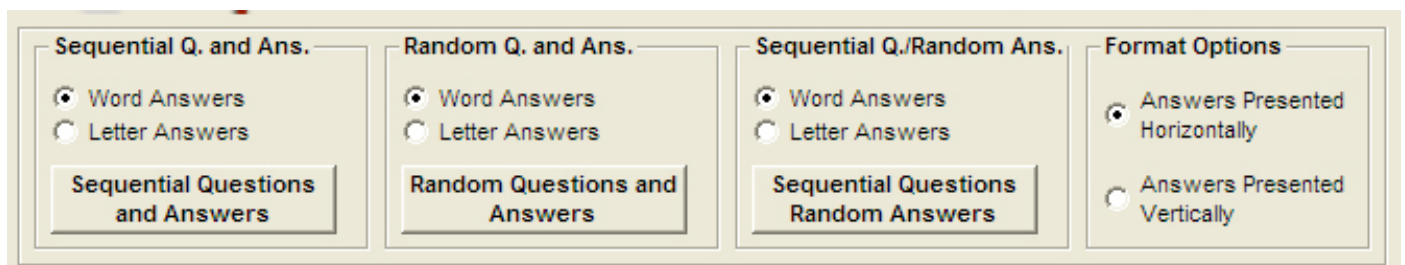 Sequential Q. and Ans.
Word Answers
Letter Answers
Sequential Questions
and Answers
Random Q. and Ans.
Word Answers
Letter Answers
Random Questions and
Answers
Sequential Q./Random Ans.
Word Answers
Letter Answers
Sequential Questions
Random Answers
Format Options
Answers Presented
Horizontally
Answers Presented
Vertically